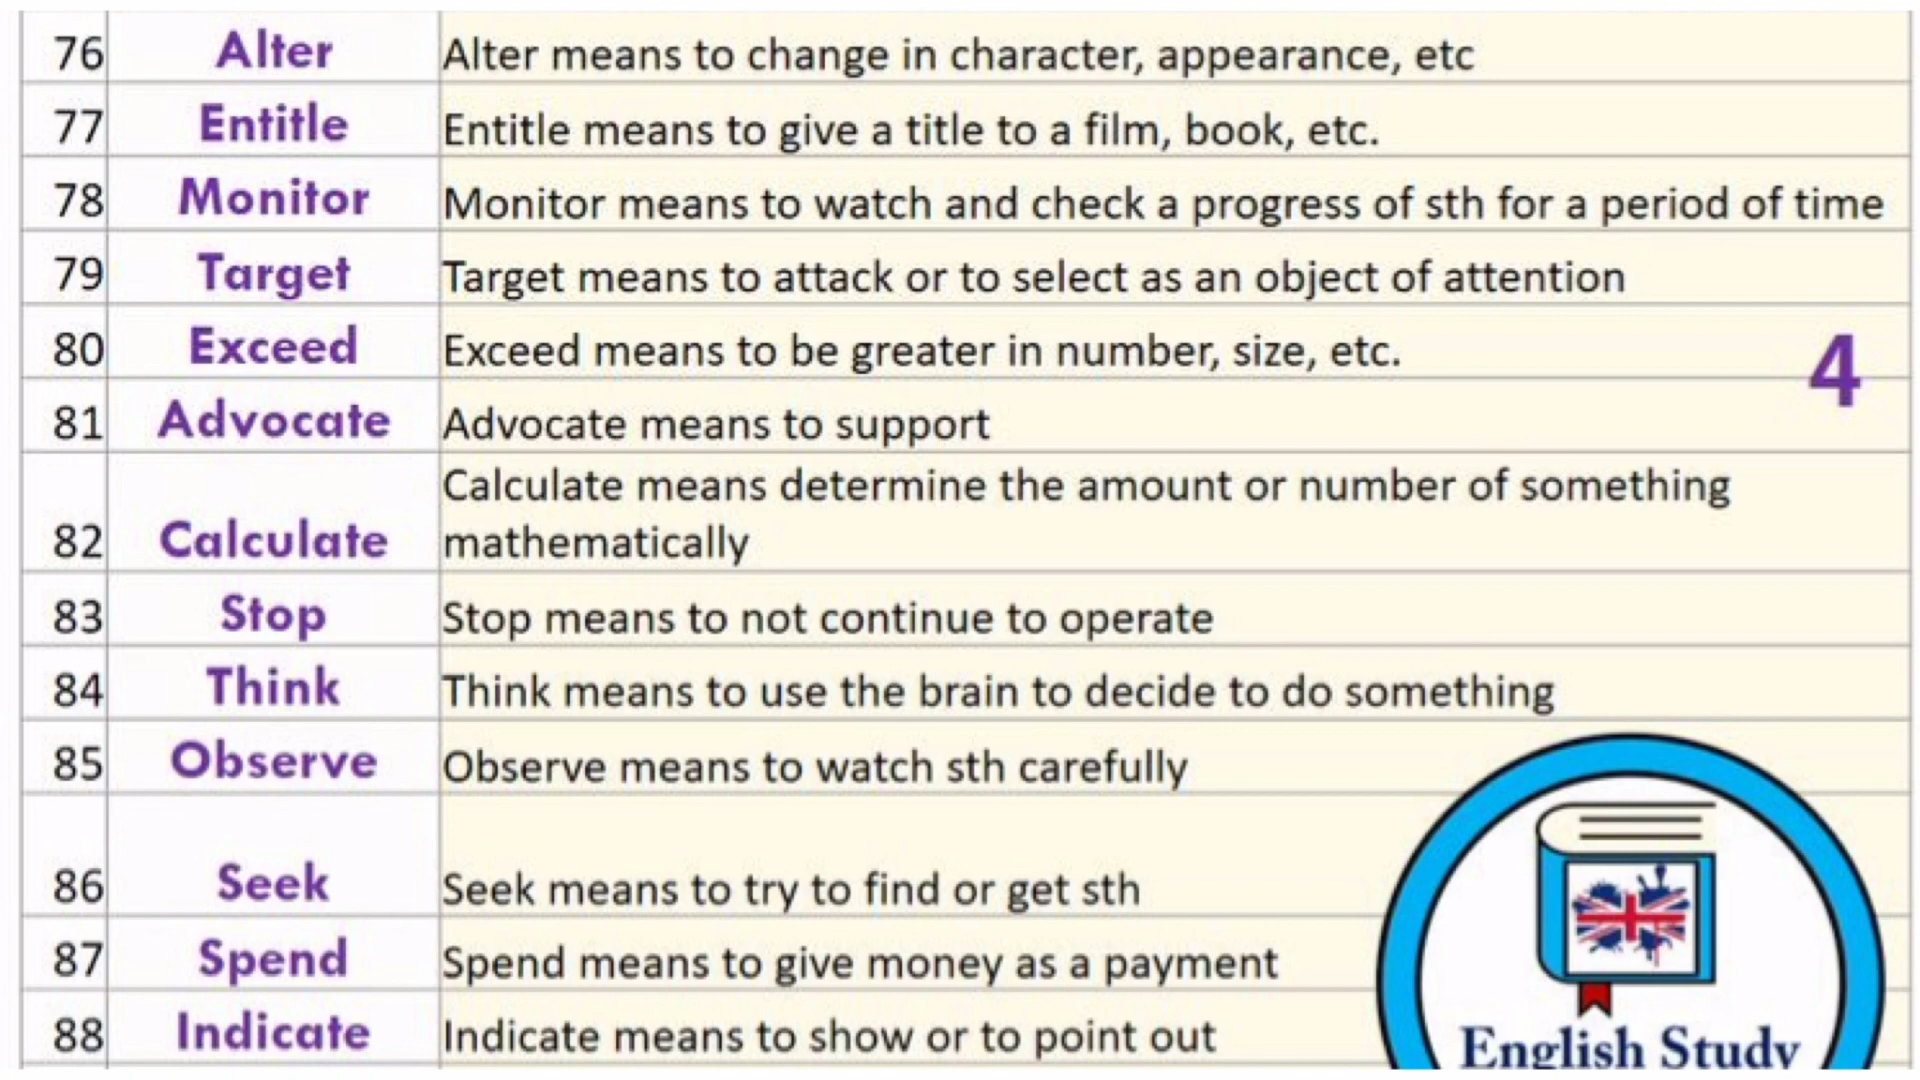 76 Alter Alter means to change in character, appearance, etc
77 Entitle Entitle means to give a title to a film, book, etc.
78 Monitor Monitor means to watch and check a progress of sth for a period of time
79 Target Target means to attack or to select as an object of attention
80 Exceed Exceed means to be greater in number, size, etc.
4
81 Advocate Advocate means to support
Calculate means determine the amount or number of something
82 Calculate mathematically
83 Stop Stop means to not continue to operate
84 Think Think means to use the brain to decide to do something
85 Observe Observe means to watch sth carefully
86 Seek Seek means to try to find or get sth
87 Spend Spend means to give money as a payment
88 Indicate Indicate means to show or to point out
English Study